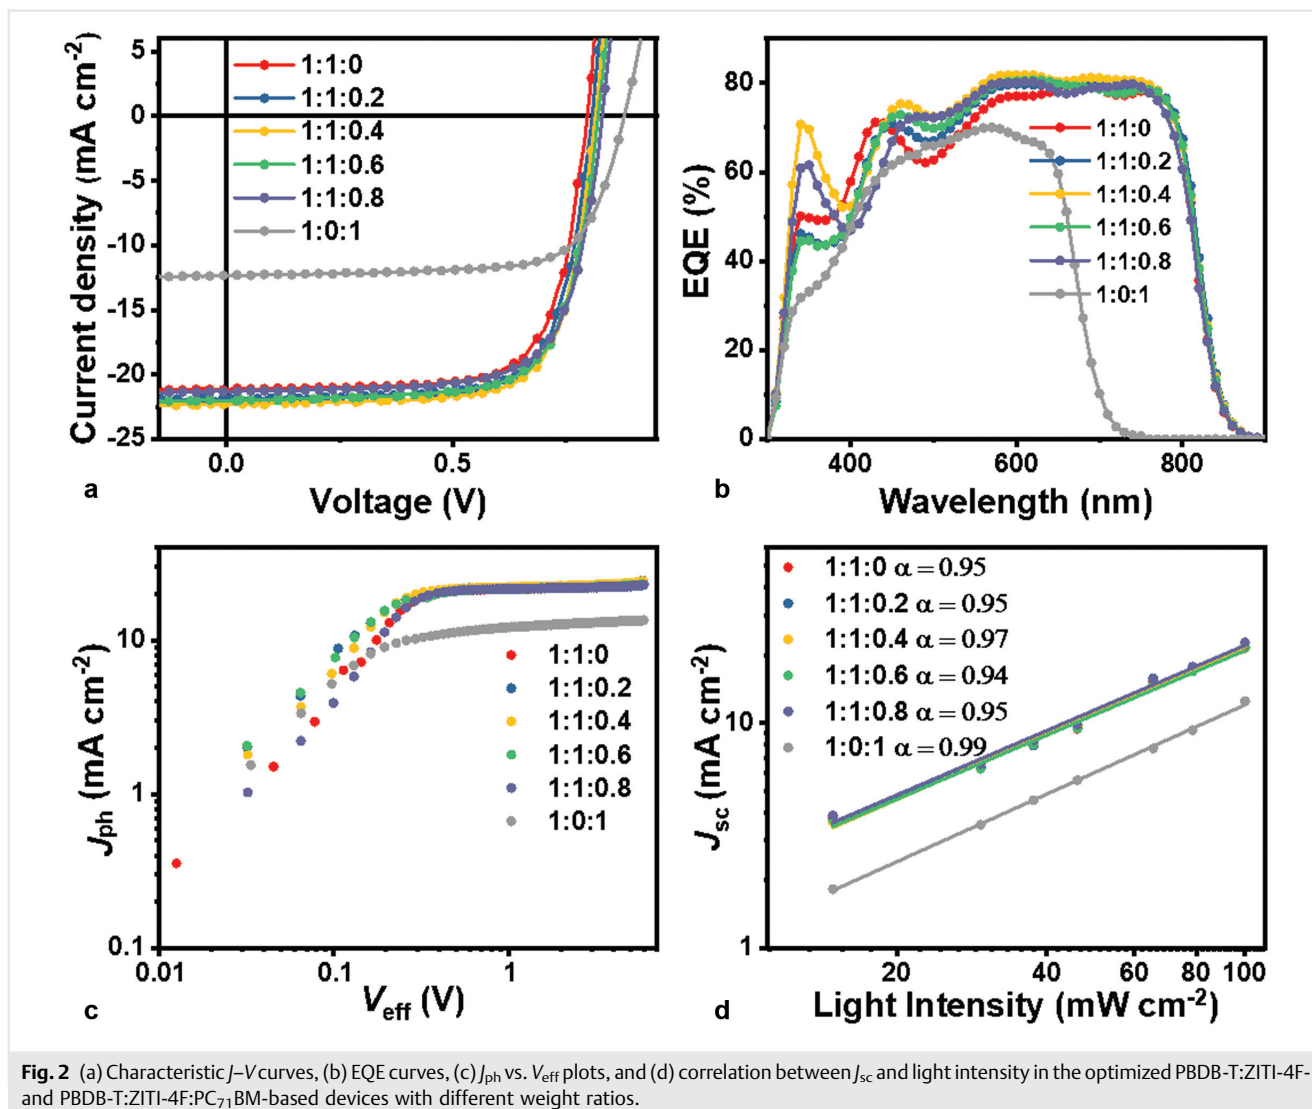 5
0
-5
-10
-15
-20
-25
Current density (mA cm⁻²)
1:1:0
1:1:0.2
1:1:0.4
1:1:0.6
1:1:0.8
1:0:1
0.0
0.5
Voltage (V)
a
80
60
40
20
0
EQE (%)
1:1:0
1:1:0.2
1:1:0.4
1:1:0.6
1:1:0.8
1:0:1
400
600
800
Wavelength (nm)
b
10
1
0.1
J_ph (mA cm⁻²)
1:1:0
1:1:0.2
1:1:0.4
1:1:0.6
1:1:0.8
1:0:1
0.01
0.1
1
V_eff (V)
c
10
1
J_sc (mA cm⁻²)
1:1:0 α = 0.95
1:1:0.2 α = 0.95
1:1:0.4 α = 0.97
1:1:0.6 α = 0.94
1:1:0.8 α = 0.95
1:0:1 α = 0.99
20
40
60
80
100
Light Intensity (mW cm⁻²)
d
Fig. 2 (a) Characteristic J–V curves, (b) EQE curves, (c) J_ph vs. V_eff plots, and (d) correlation between J_sc and light intensity in the optimized PBDB-T:ZITI-4F-
and PBDB-T:ZITI-4F:PC₇₁BM-based devices with different weight ratios.